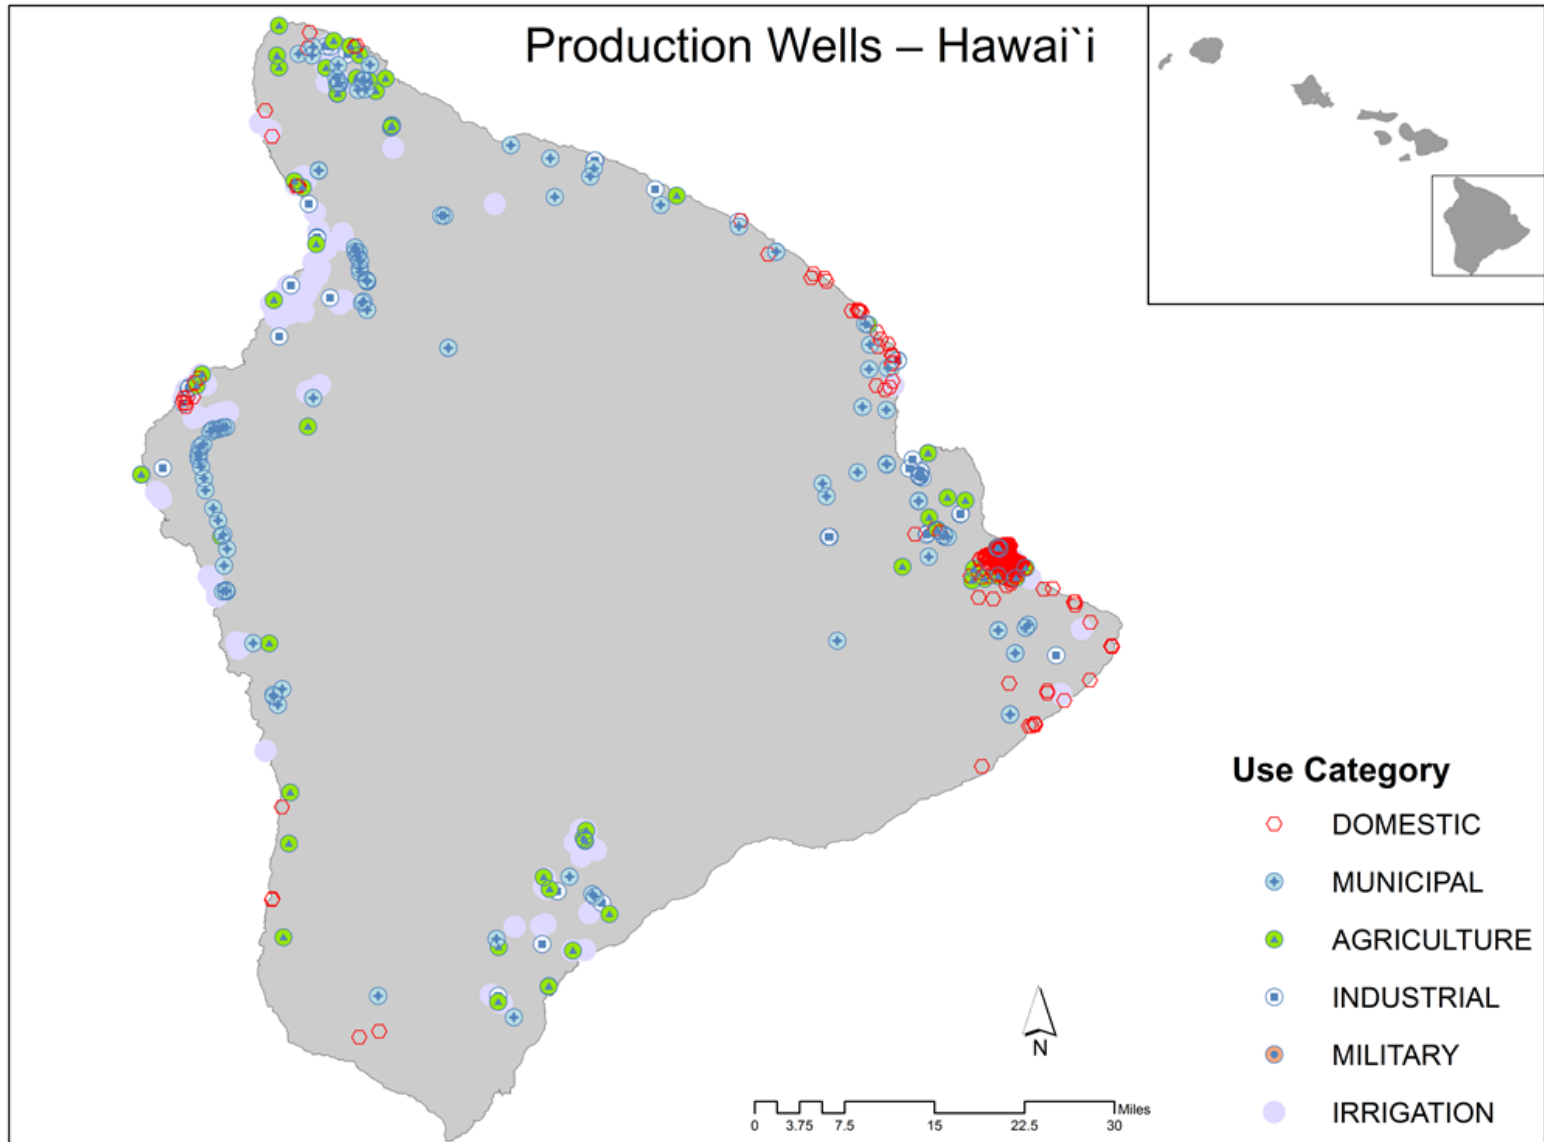 Production Wells – Hawai`i
Use Category
DOMESTIC
MUNICIPAL
AGRICULTURE
INDUSTRIAL
MILITARY
IRRIGATION
N
Miles
0 3.75 7.5 15 22.5 30